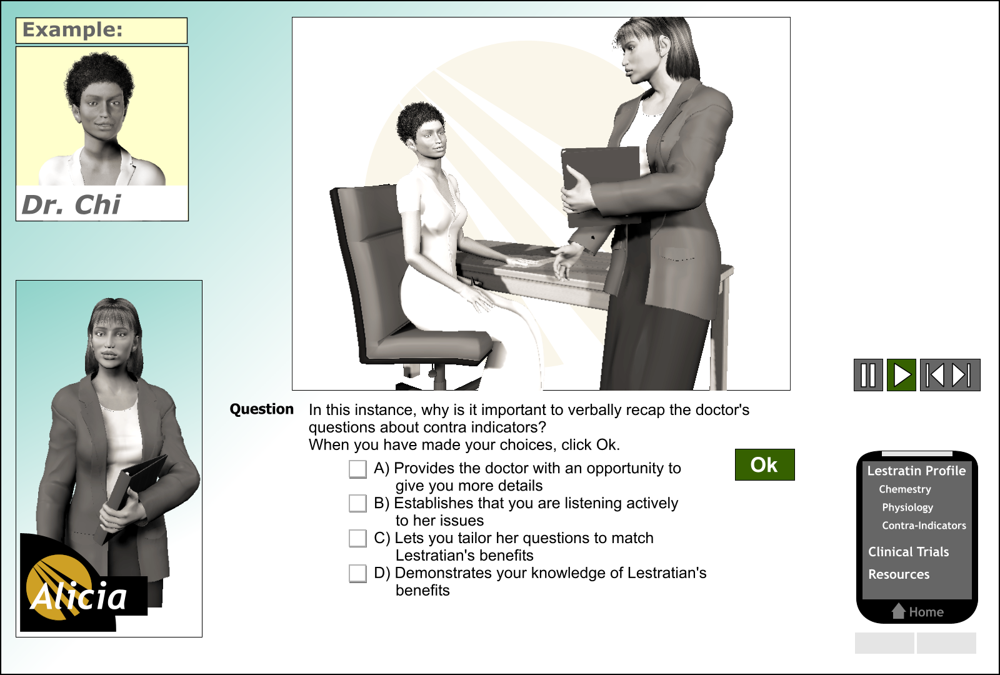 Example:
Dr. Chi
Alicia
Question
In this instance, why is it important to verbally recap the doctor's
questions about contra indicators?
When you have made your choices, click Ok.
A) Provides the doctor with an opportunity to
give you more details
B) Establishes that you are listening actively
to her issues
C) Lets you tailor her questions to match
Lestratian's benefits
D) Demonstrates your knowledge of Lestratian's
benefits
Ok
Lestratin Profile
Chemestry
Physiology
Contra-Indicators
Clinical Trials
Resources
Home